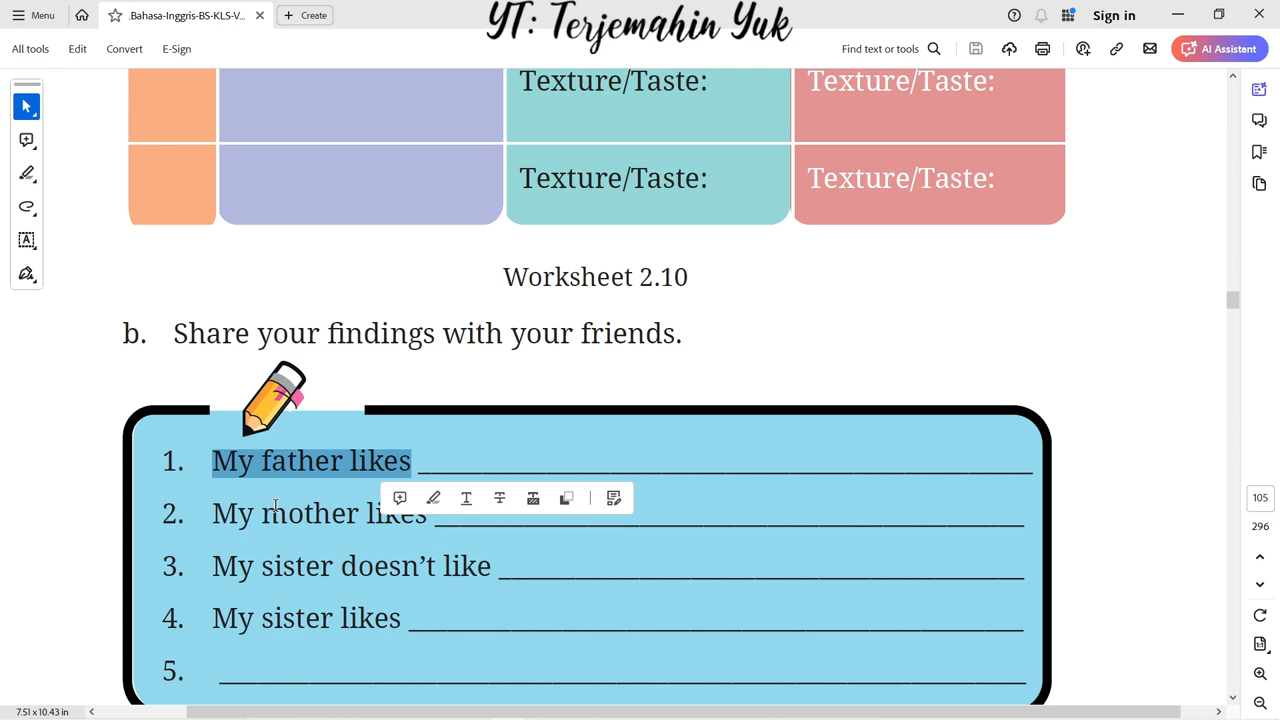 Menu
.Bahasa-Inggris-BS-KLS-V...
Create
YT: Terjemahin Yuk
Sign in
All tools
Edit
Convert
E-Sign
Find text or tools
AI Assistant
Texture/Taste:
Texture/Taste:
Texture/Taste:
Texture/Taste:
Worksheet 2.10
b. Share your findings with your friends.
1. My father likes
2. My mother likes
3. My sister doesn't like
4. My sister likes
5.
105
296
7.51 x 10.43 in